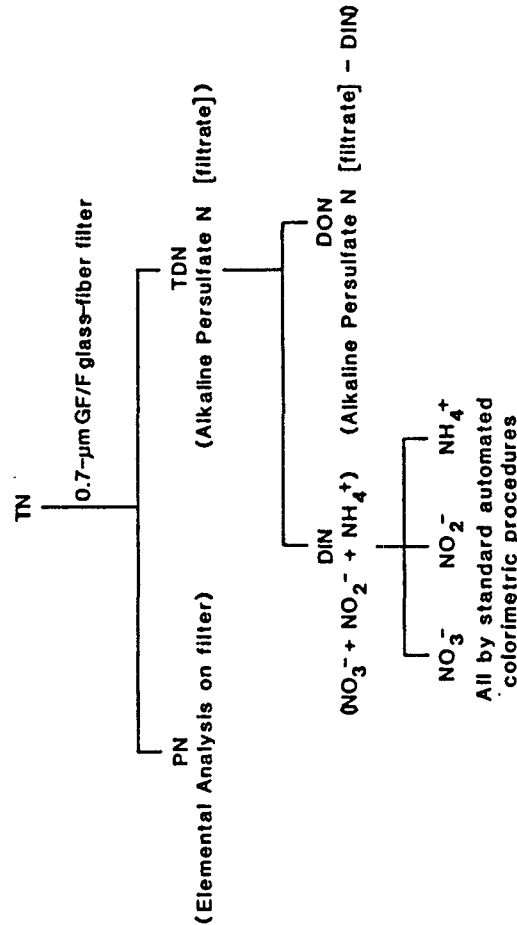 TN
0.7-µm GF/F glass-fiber filter
PN
TDN
(Elemental Analysis on filter)
(Alkaline Persulfate N [filtrate])
DIN
DON
(NO₃⁻ + NO₂⁻ + NH₄⁺)
(Alkaline Persulfate N [filtrate] – DIN)
NO₃⁻
NO₂⁻
NH₄⁺
All by standard automated
colorimetric procedures